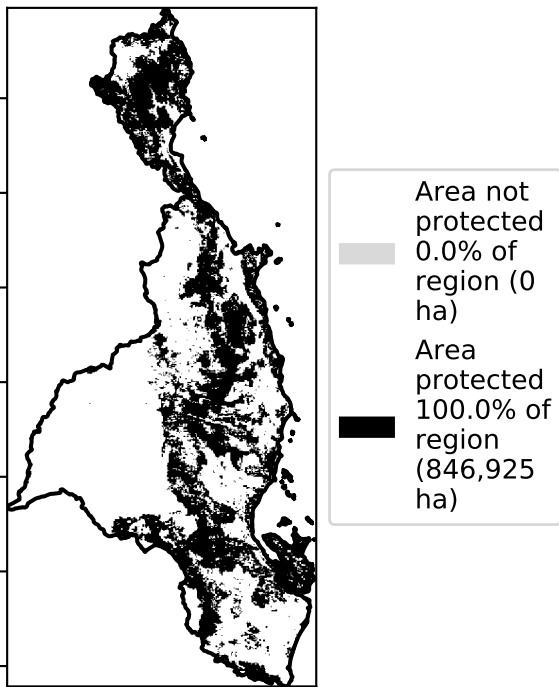 Area not
protected
0.0% of
region (0
ha)
Area
protected
100.0% of
region
(846,925
ha)